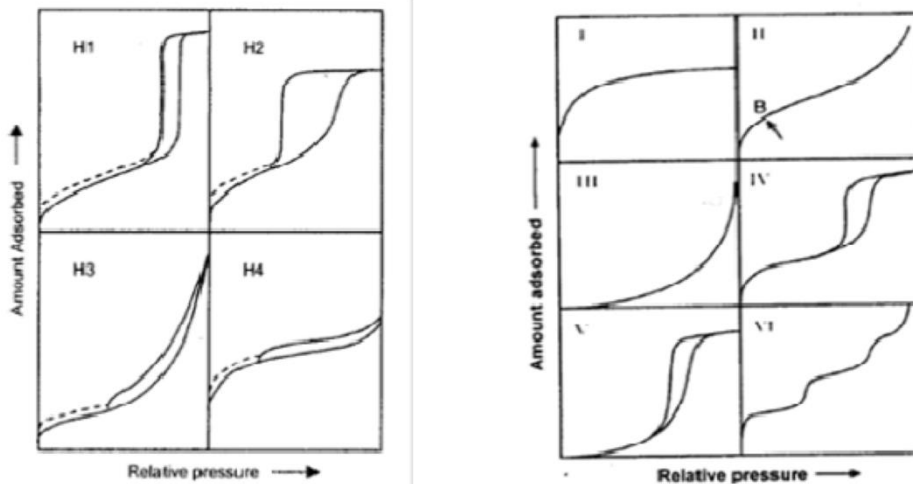 H1
H2
H3
H4
Amount Adsorbed
Relative pressure
I
II
B
III
IV
V
VI
Amount adsorbed
Relative pressure